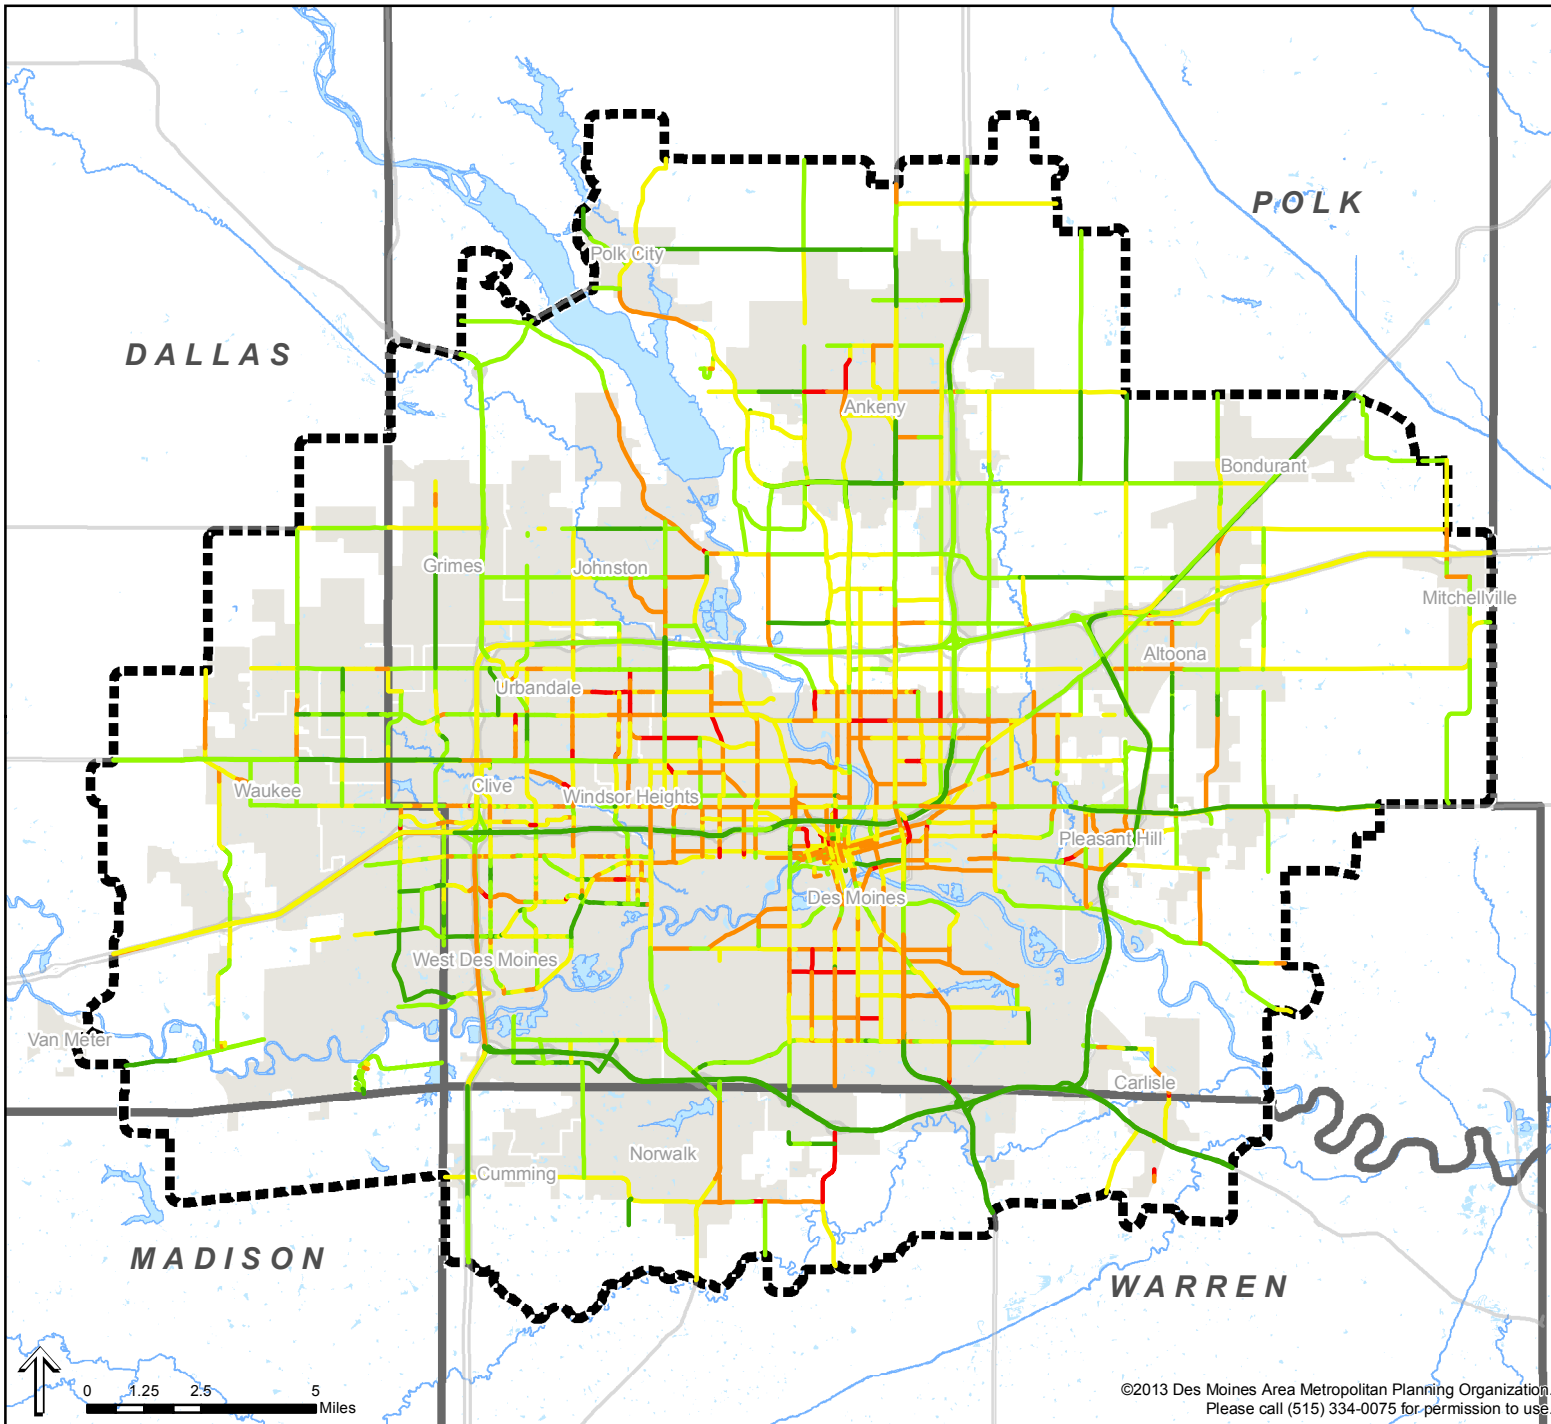 POLK
Polk City
DALLAS
Ankeny
Bondurant
Grimes
Johnston
Mitchellville
Altoona
Urbandale
Waukee
Clive
Windsor Heights
Pleasant Hill
Des Moines
West Des Moines
Van Meter
Carlisle
Norwalk
Cumming
MADISON
WARREN
0 1.25 2.5 5
Miles
©2013 Des Moines Area Metropolitan Planning Organization.
Please call (515) 334-0075 for permission to use.